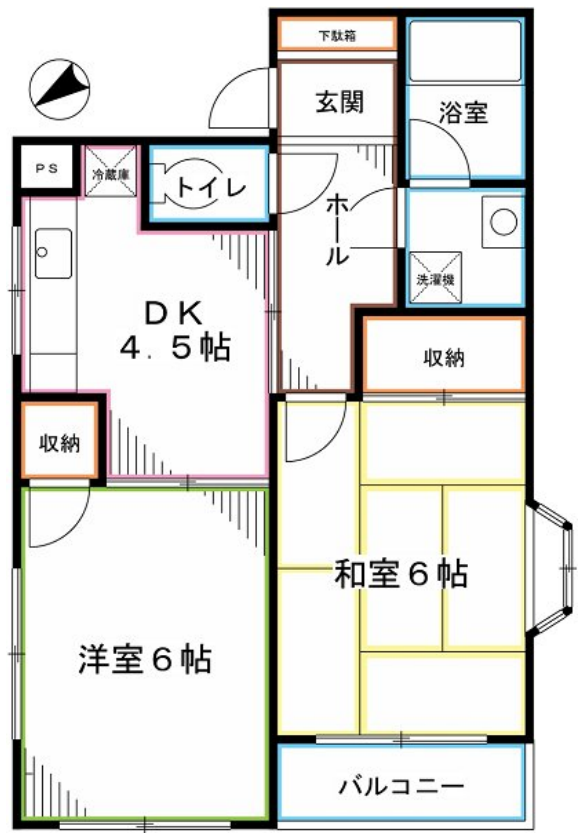 下駄箱
玄関
浴室
PS
冷蔵庫
トイレ
ホール
洗濯機
DK
4.5帖
収納
収納
和室6帖
洋室6帖
バルコニー